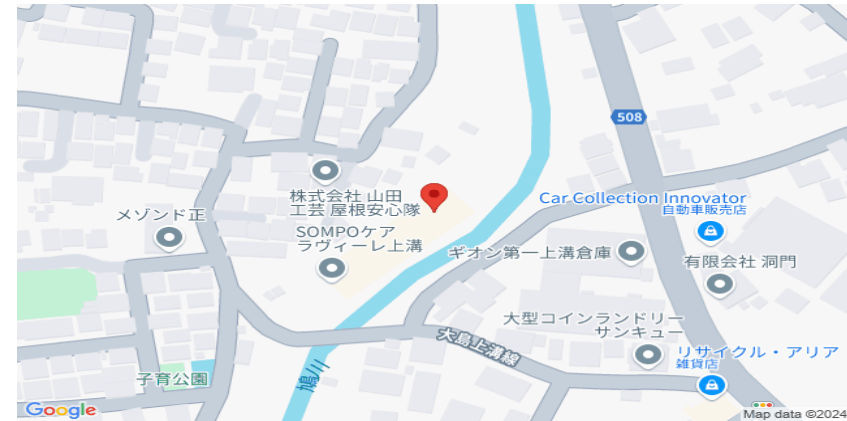 508
株式会社 山田
工芸 屋根安心隊
Car Collection Innovator
自動車販売店
メゾンド正
SOMPOケア
ラヴィーレ上溝
ギオン第一上溝倉庫
有限会社 洞門
大型コインランドリー
サンキュー
大島上溝線
リサイクル・アリア
雑貨店
鳩川
子育公園
Google
Map data ©2024